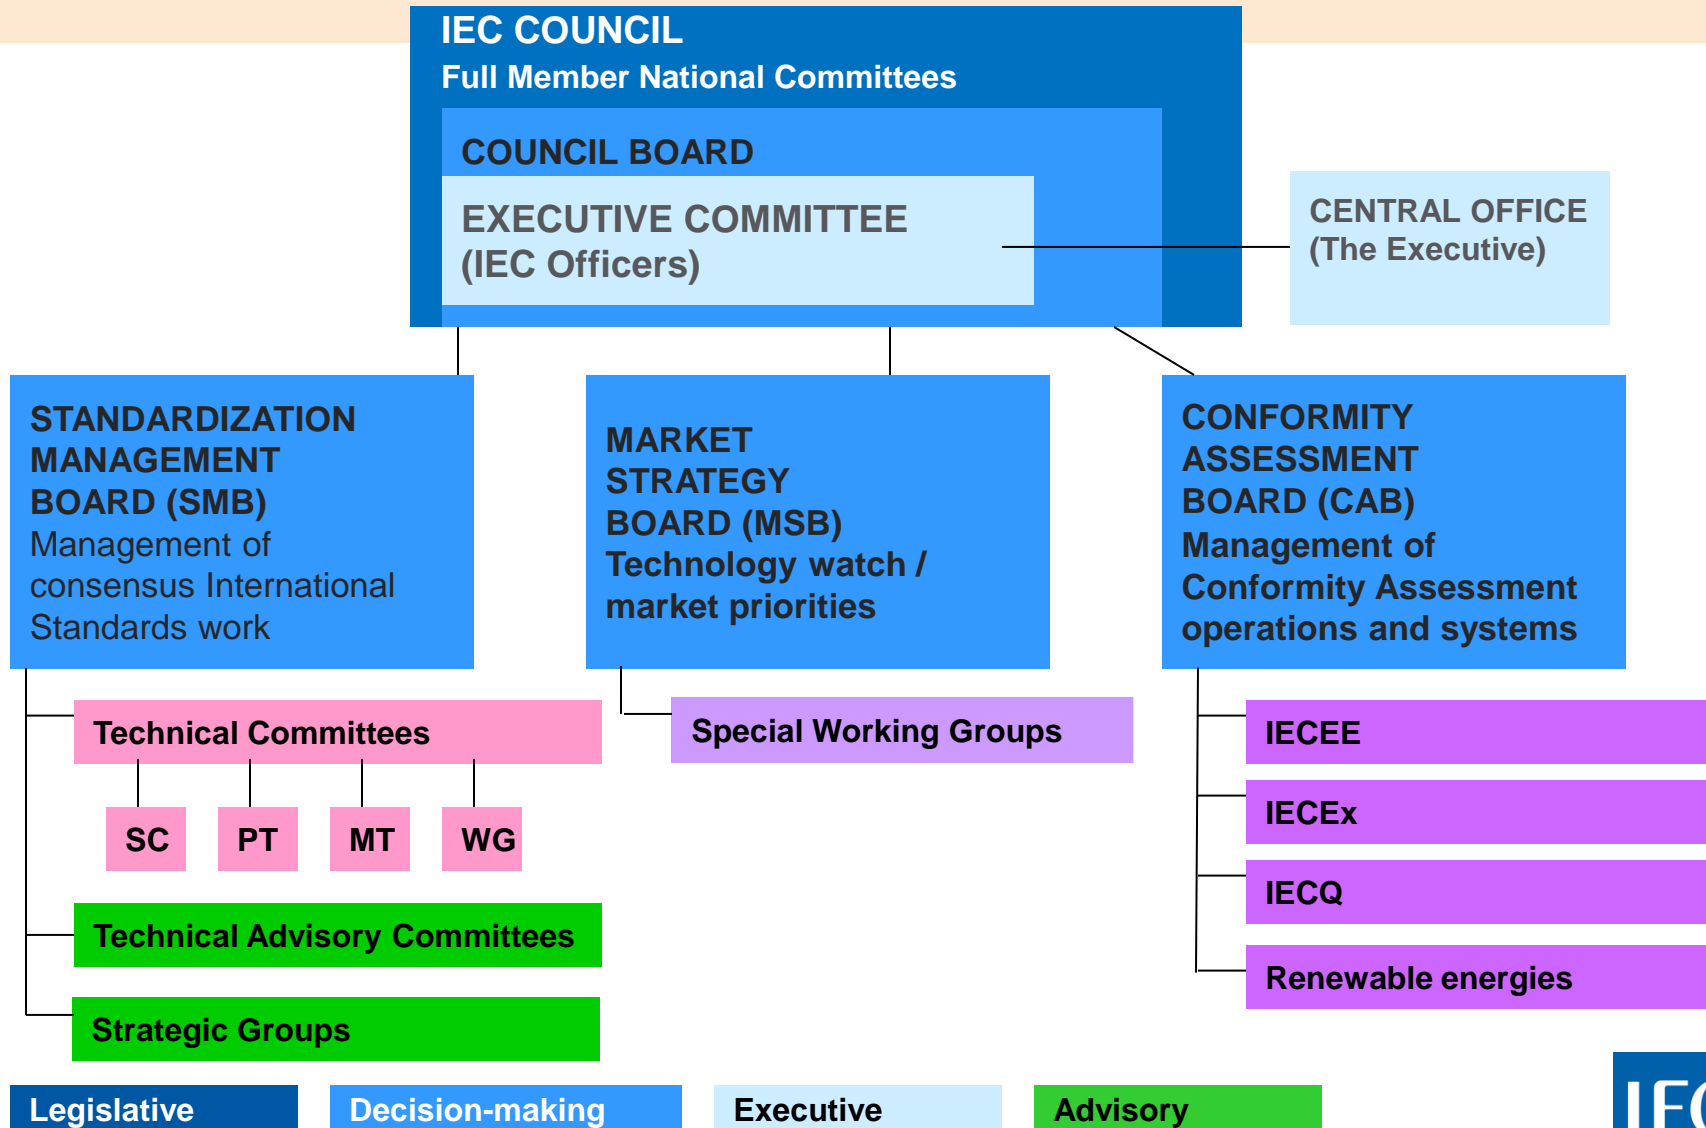 IEC COUNCIL
Full Member National Committees
COUNCIL BOARD
EXECUTIVE COMMITTEE
(IEC Officers)
CENTRAL OFFICE
(The Executive)
STANDARDIZATION
MANAGEMENT
BOARD (SMB)
Management of
consensus International
Standards work
MARKET
STRATEGY
BOARD (MSB)
Technology watch /
market priorities
CONFORMITY
ASSESSMENT
BOARD (CAB)
Management of
Conformity Assessment
operations and systems
Technical Committees
SC
PT
MT
WG
Technical Advisory Committees
Strategic Groups
Special Working Groups
IECEE
IECEx
IECQ
Renewable energies
Legislative
Decision-making
Executive
Advisory
IEC